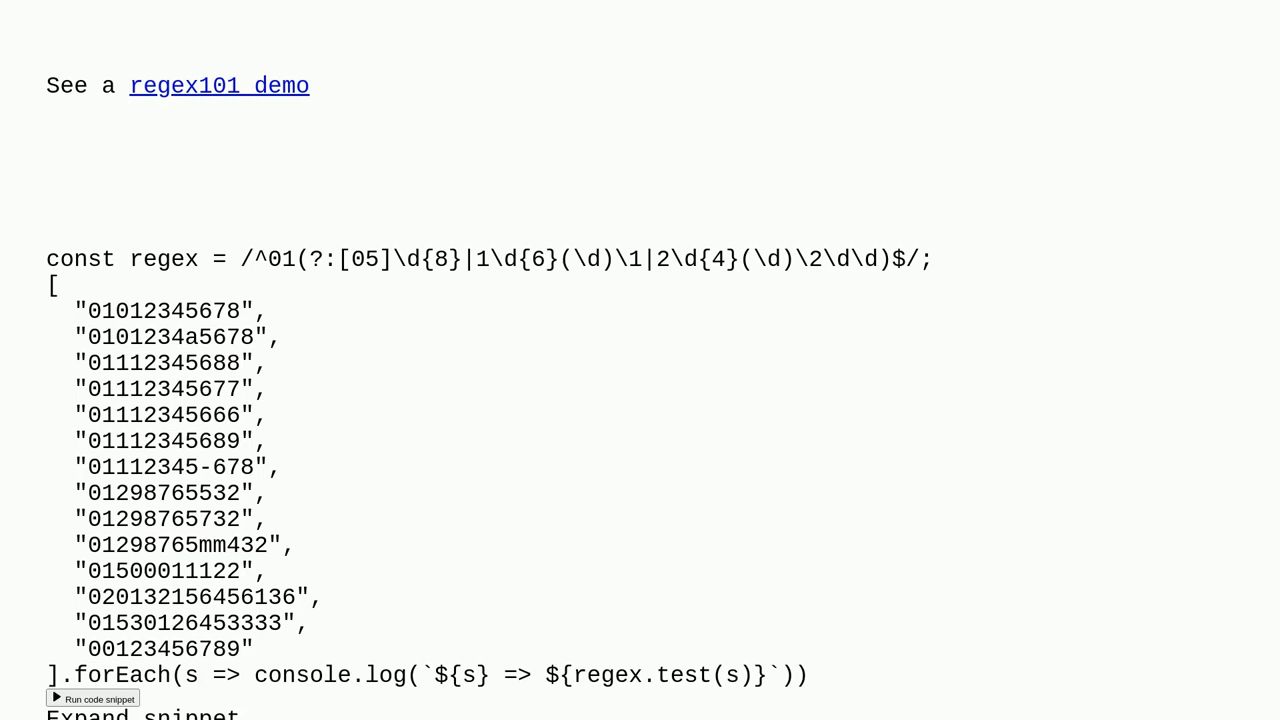 See a regex101 demo
const regex = /^01(?:[05]\d{8}|1\d{6}(\d)\1|2\d{4}(\d)\2\d\d)$/;
[
  "01012345678",
  "0101234a5678",
  "01112345688",
  "01112345677",
  "01112345666",
  "01112345689",
  "01112345-678",
  "01298765532",
  "01298765732",
  "01298765mm432",
  "01500011122",
  "020132156456136",
  "01530126453333",
  "00123456789"
].forEach(s => console.log(`${s} => ${regex.test(s)}`))
Run code snippet
Expand snippet